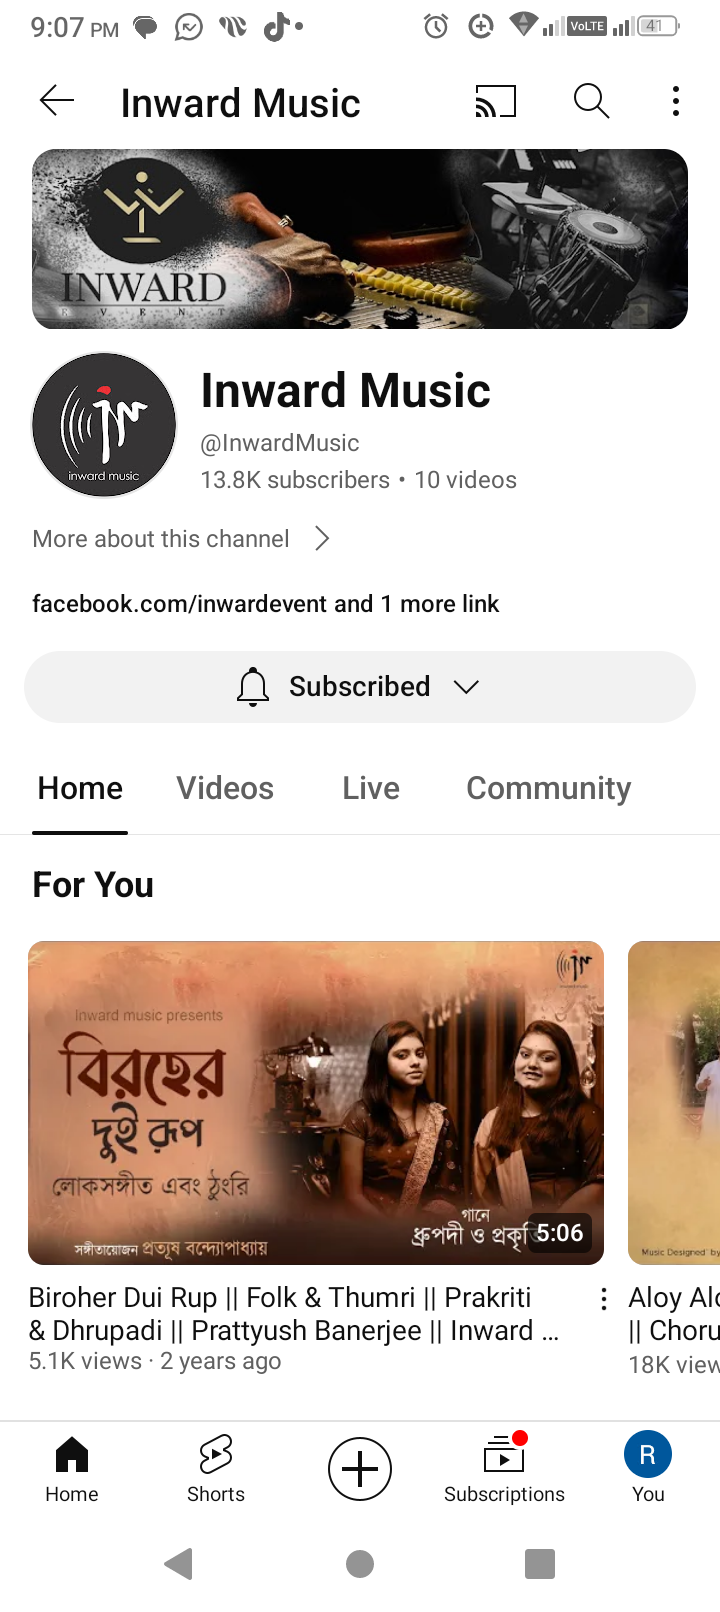 9:07 PM
VoLTE
41
Inward Music
INWARD
EVENT
inward music
Inward Music
@InwardMusic
13.8K subscribers • 10 videos
More about this channel
facebook.com/inwardevent and 1 more link
Subscribed
Home Videos Live Community
For You
Inward music presents
বিরহের
দুই রূপ
লোকসঙ্গীত এবং ঠুংরি
সঙ্গীতায়োজন প্রত্যূষ বন্দ্যোপাধ্যায়
গানে
ধ্রুপদী ও প্রকৃতি
5:06
Music Designed by
Biroher Dui Rup || Folk & Thumri || Prakriti
& Dhrupadi || Prattyush Banerjee || Inward ...
5.1K views · 2 years ago
Aloy Alo
|| Choru
18K view
Home Shorts Subscriptions You
R